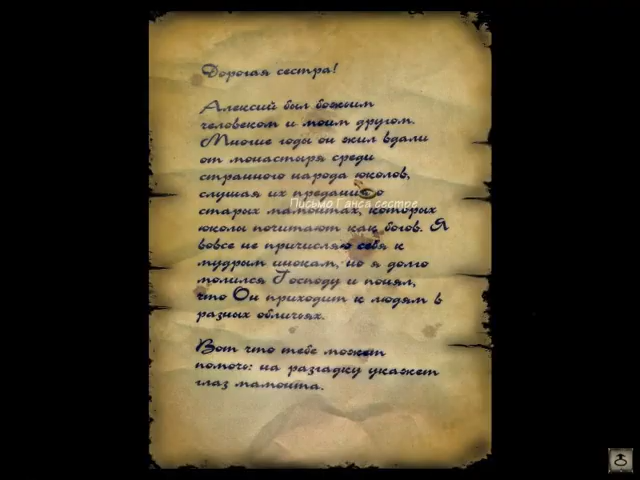 Дорогая сестра!
Алексий был божьим
человеком и моим другом.
Многие годы он жил вдали
от монастыря среди
странного народа юколов,
слушая их предания о
старых мамонтах, которых
Письмо Ганса сестре
юколы почитают как богов. Я
вовсе не причисляю себя к
мудрым инокам, но я долго
молился Господу и понял,
что Он приходит к людям в
разных обличьях.
Вот что тебе может
помочь: на разгадку укажет
глаз мамонта.